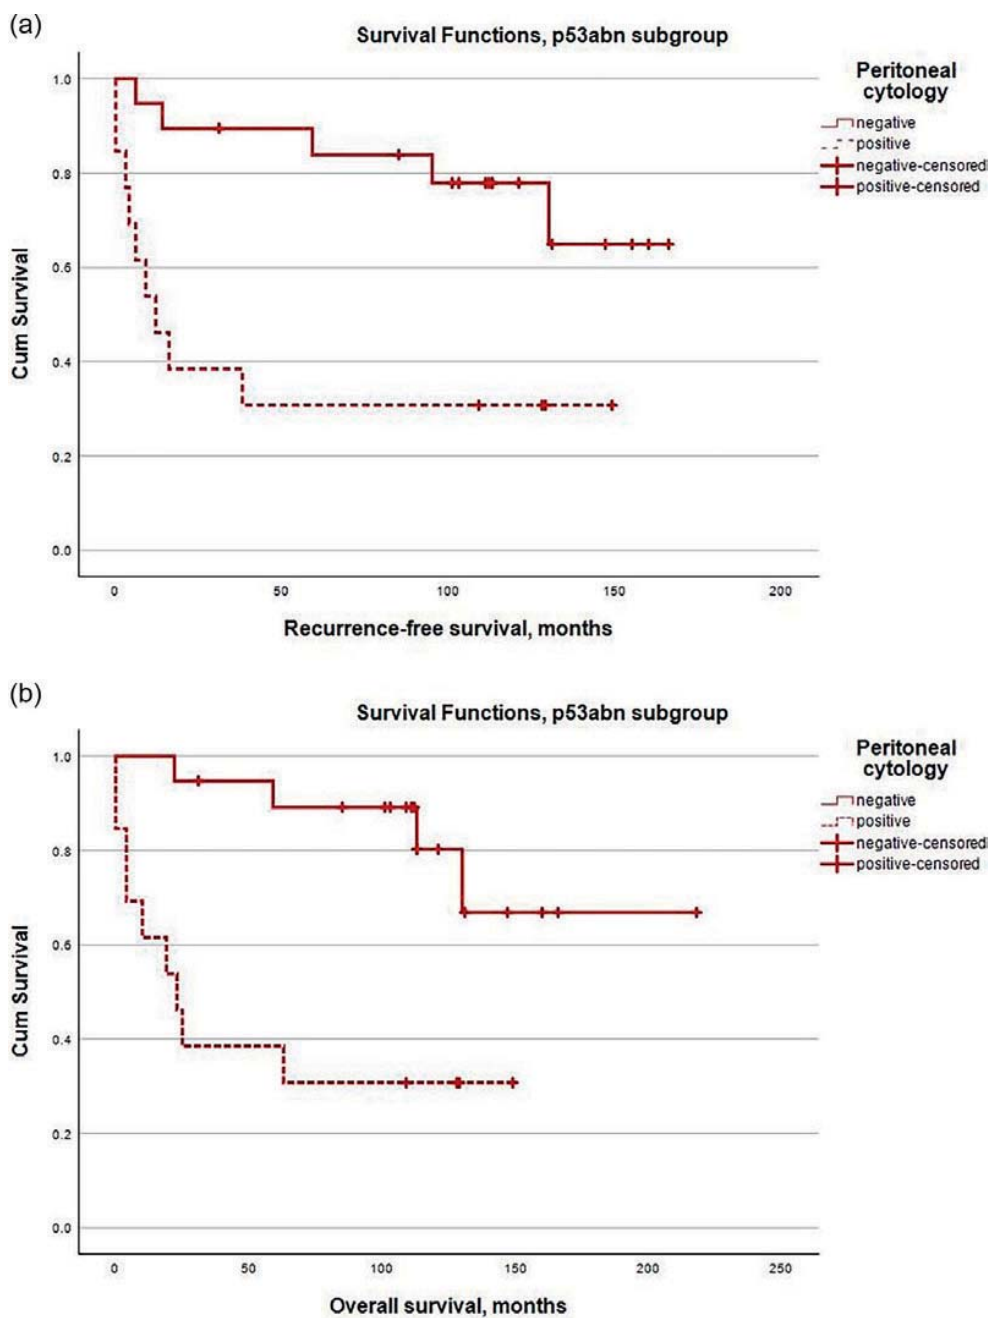 (a)
Survival Functions, p53abn subgroup
Peritoneal
cytology
negative
positive
negative-censored
positive-censored
1.0
0.8
0.6
0.4
0.2
0.0
Cum Survival
0 50 100 150 200
Recurrence-free survival, months
(b)
Survival Functions, p53abn subgroup
Peritoneal
cytology
negative
positive
negative-censored
positive-censored
1.0
0.8
0.6
0.4
0.2
0.0
Cum Survival
0 50 100 150 200 250
Overall survival, months